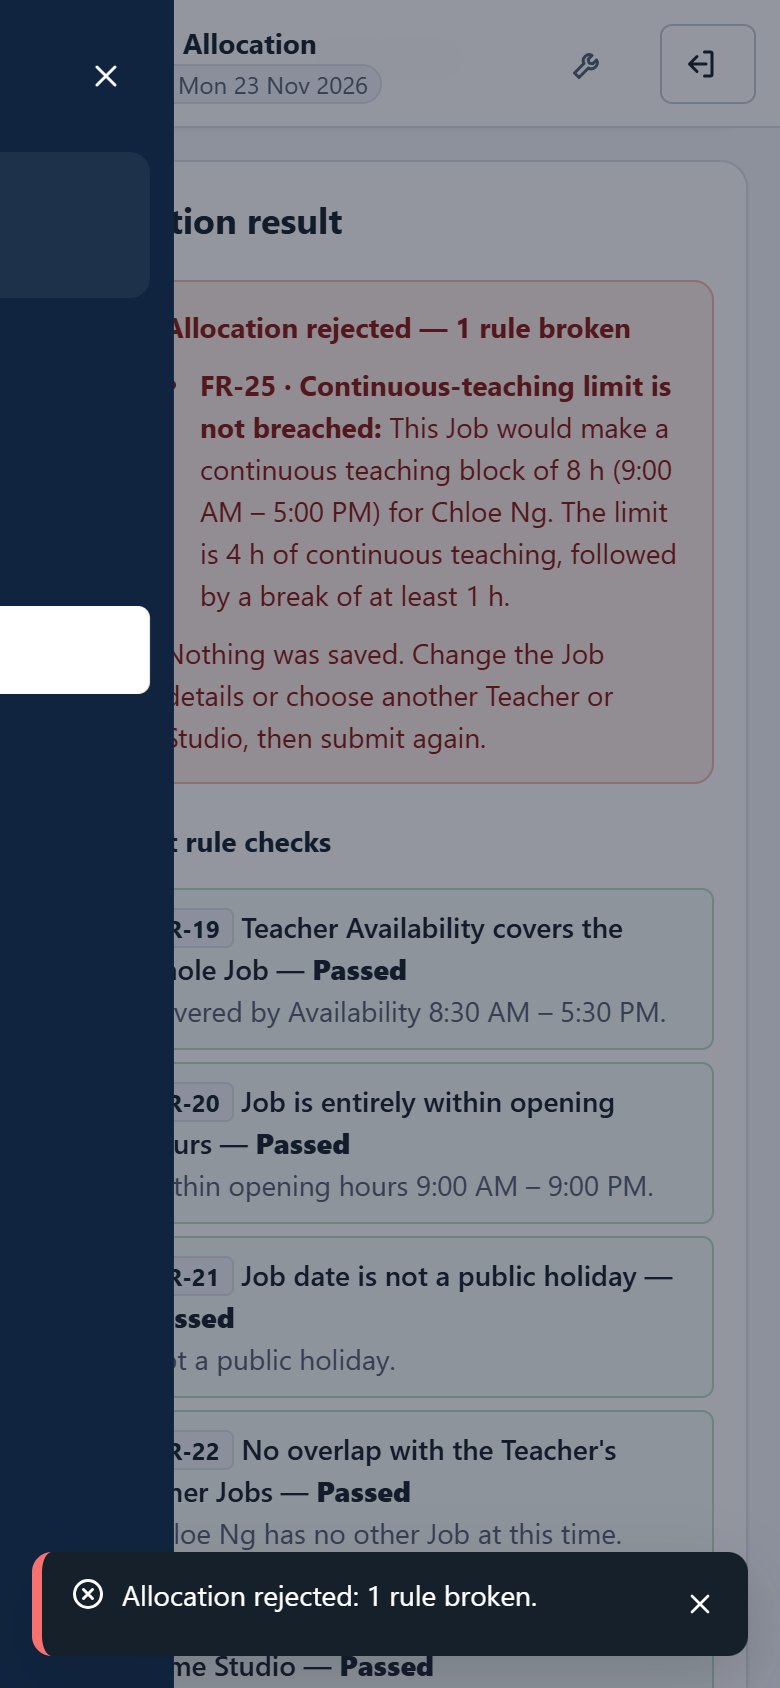 Allocation
Mon 23 Nov 2026
tion result
Allocation rejected — 1 rule broken
FR-25 · Continuous-teaching limit is
not breached: This Job would make a
continuous teaching block of 8 h (9:00
AM – 5:00 PM) for Chloe Ng. The limit
is 4 h of continuous teaching, followed
by a break of at least 1 h.
Nothing was saved. Change the Job
details or choose another Teacher or
Studio, then submit again.
t rule checks
R-19 Teacher Availability covers the
ole Job — Passed
vered by Availability 8:30 AM – 5:30 PM.
R-20 Job is entirely within opening
urs — Passed
thin opening hours 9:00 AM – 9:00 PM.
R-21 Job date is not a public holiday —
ssed
ot a public holiday.
R-22 No overlap with the Teacher's
ner Jobs — Passed
loe Ng has no other Job at this time.
Allocation rejected: 1 rule broken.
me Studio — Passed